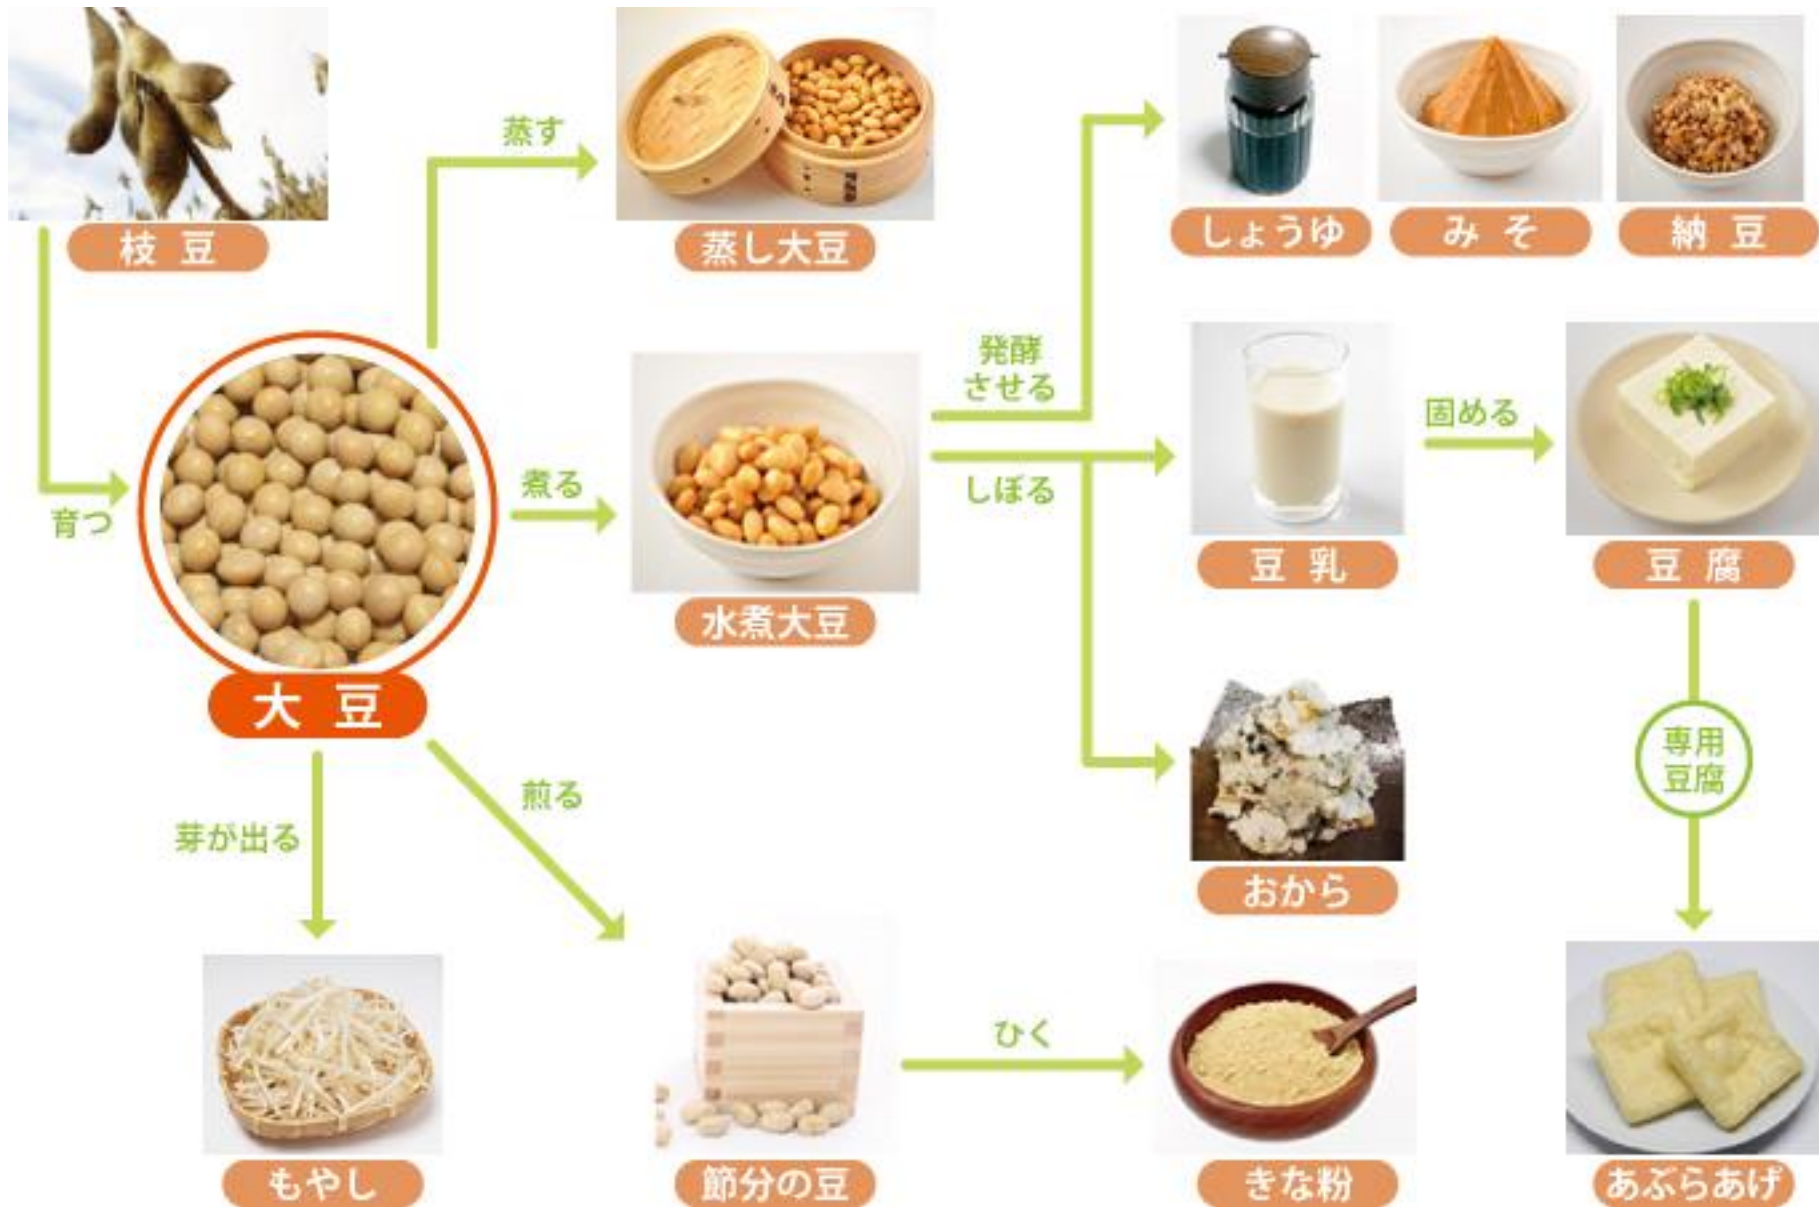 蒸す
枝豆
蒸し大豆
しょうゆ
みそ
納豆
育つ
大豆
煮る
水煮大豆
発酵
させる
しぼる
豆乳
固める
豆腐
おから
専用
豆腐
あぶらあげ
芽が出る
もやし
煎る
節分の豆
ひく
きな粉